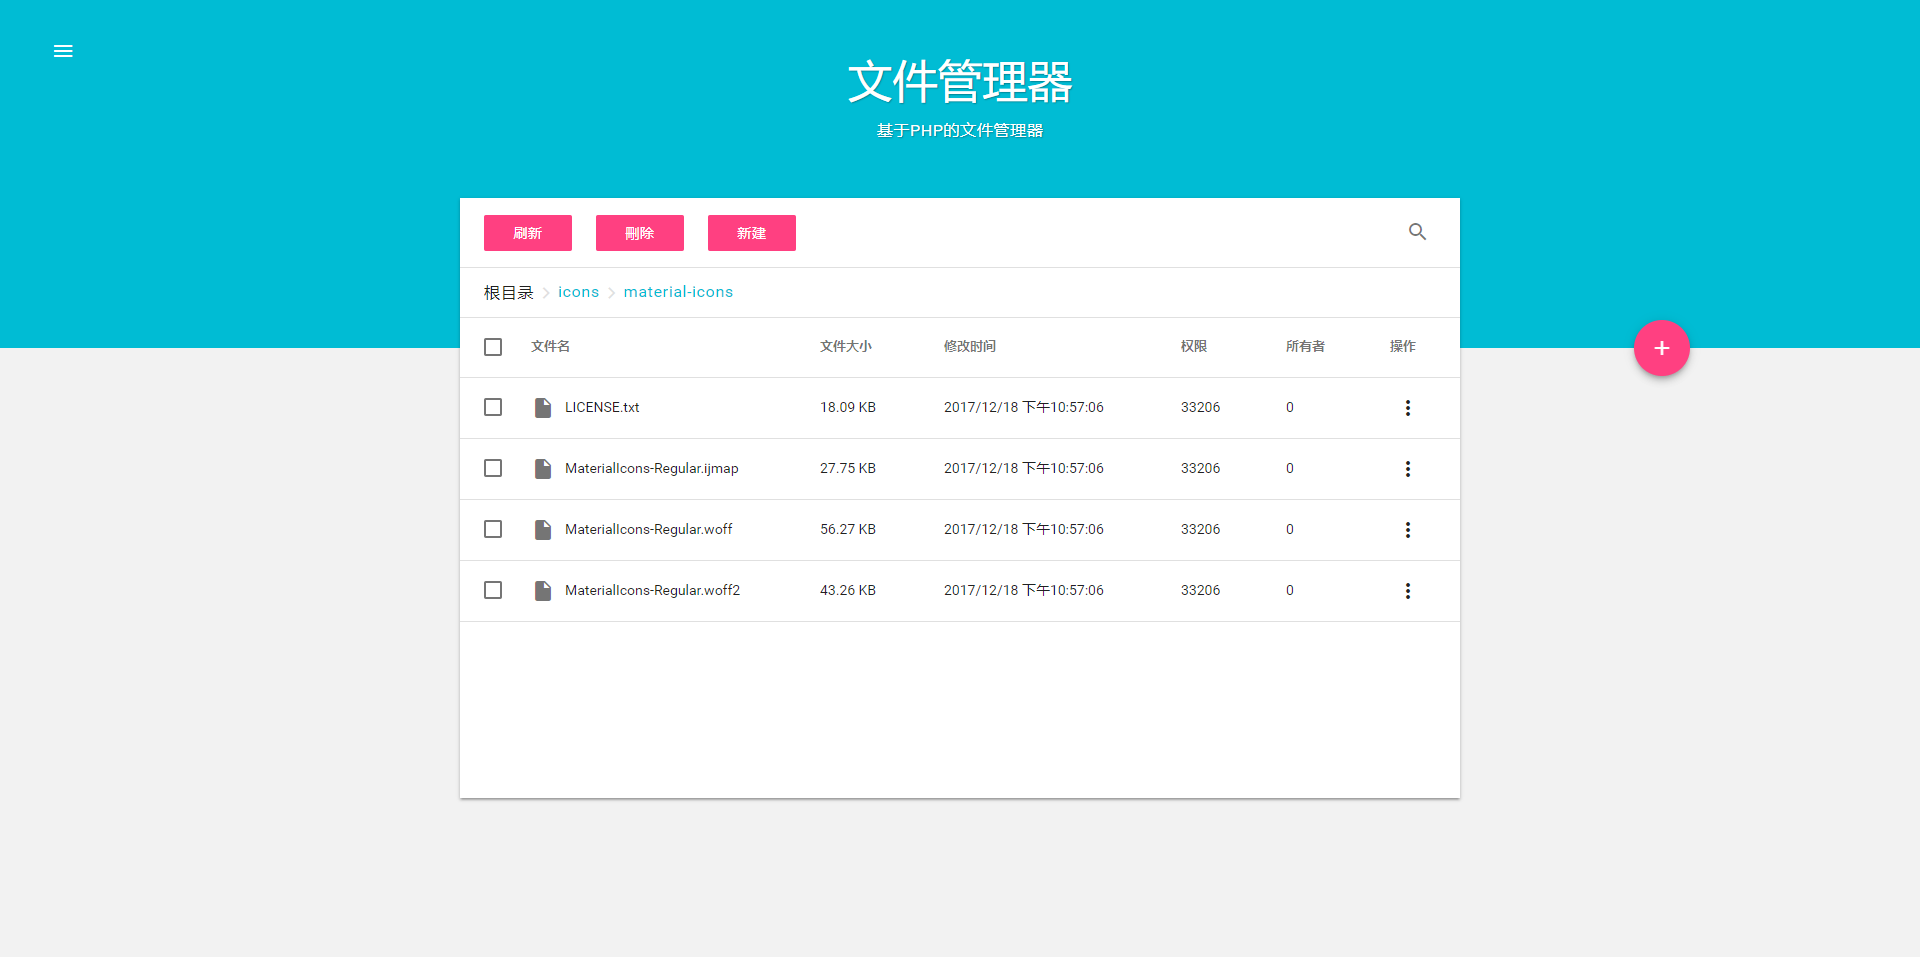 文件管理器
基于PHP的文件管理器
刷新 刪除 新建
根目录 icons material-icons
文件名 文件大小 修改时间 权限 所有者 操作
LICENSE.txt 18.09 KB 2017/12/18 下午10:57:06 33206 0
MaterialIcons-Regular.ijmap 27.75 KB 2017/12/18 下午10:57:06 33206 0
MaterialIcons-Regular.woff 56.27 KB 2017/12/18 下午10:57:06 33206 0
MaterialIcons-Regular.woff2 43.26 KB 2017/12/18 下午10:57:06 33206 0